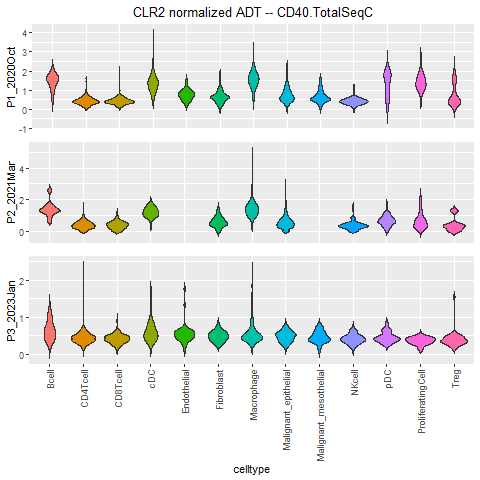 CLR2 normalized ADT -- CD40.TotalSeqC
P1_2020Oct
4
3
2
1
0
-1
P2_2021Mar
4
2
0
P3_2023Jan
2
1
0
Bcell
CD4Tcell
CD8Tcell
cDC
Endothelial
Fibroblast
Macrophage
Malignant_epithelial
Malignant_mesothelial
NKcell
pDC
ProliferatingCell
Treg
celltype